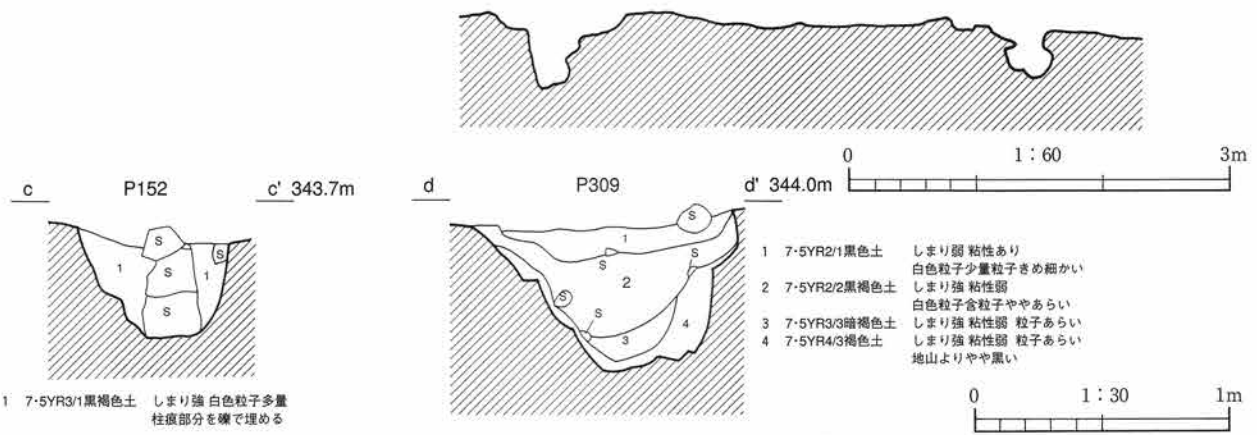 0 1：60 3m
c P152 c' 343.7m
d P309 d' 344.0m
S
1
S
1
S
S
S
1
S
S
2
S
S
3
4
1 7・5YR2/1黒色土 しまり弱 粘性あり
白色粒子少量粒子きめ細かい
2 7・5YR2/2黒褐色土 しまり強 粘性弱
白色粒子含粒子ややあらい
3 7・5YR3/3暗褐色土 しまり強 粘性弱 粒子あらい
4 7・5YR4/3褐色土 しまり強 粘性弱 粒子あらい
地山よりやや黒い
1 7・5YR3/1黒褐色土 しまり強 白色粒子多量
柱痕部分を礫で埋める
0 1：30 1m